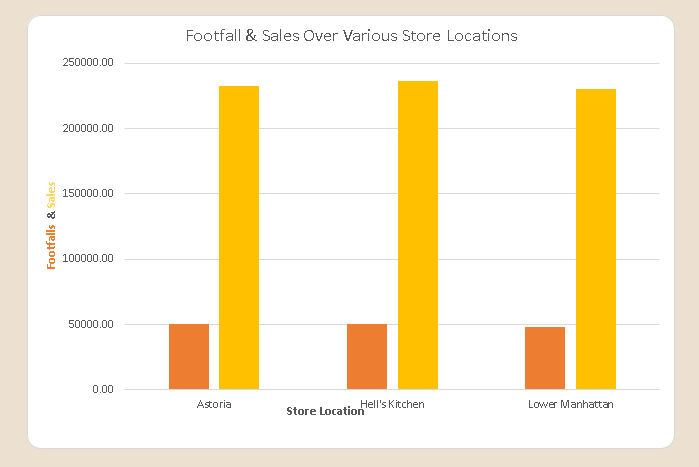 Footfall & Sales Over Various Store Locations
250000.00
200000.00
150000.00
100000.00
50000.00
0.00
Footfalls & Sales
Astoria
Hell's Kitchen
Lower Manhattan
Store Location